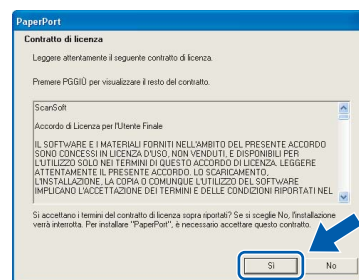 PaperPort
Contratto di licenza
Leggere attentamente il seguente contratto di licenza.
Premere PGGIÙ per visualizzare il resto del contratto.
ScanSoft
Accordo di Licenza per l'Utente Finale
IL SOFTWARE E I MATERIALI FORNITI NELL'AMBITO DEL PRESENTE ACCORDO
SONO CONCESSI IN LICENZA D'USO, NON VENDUTI, E DISPONIBILI PER
L'UTILIZZO SOLO NEI TERMINI DI QUESTO ACCORDO DI LICENZA. LEGGERE
ATTENTAMENTE IL PRESENTE ACCORDO. LO SCARICAMENTO,
L'INSTALLAZIONE, LA COPIA O COMUNQUE L'UTILIZZO DEL SOFTWARE
IMPLICANO L'ACCETTAZIONE DEI TERMINI E DELLE CONDIZIONI RIPORTATI NEL
Si accettano i termini del contratto di licenza sopra riportati? Se si sceglie No, l'installazione
verrà interrotta. Per installare "PaperPort", è necessario accettare questo contratto.
Sì
No